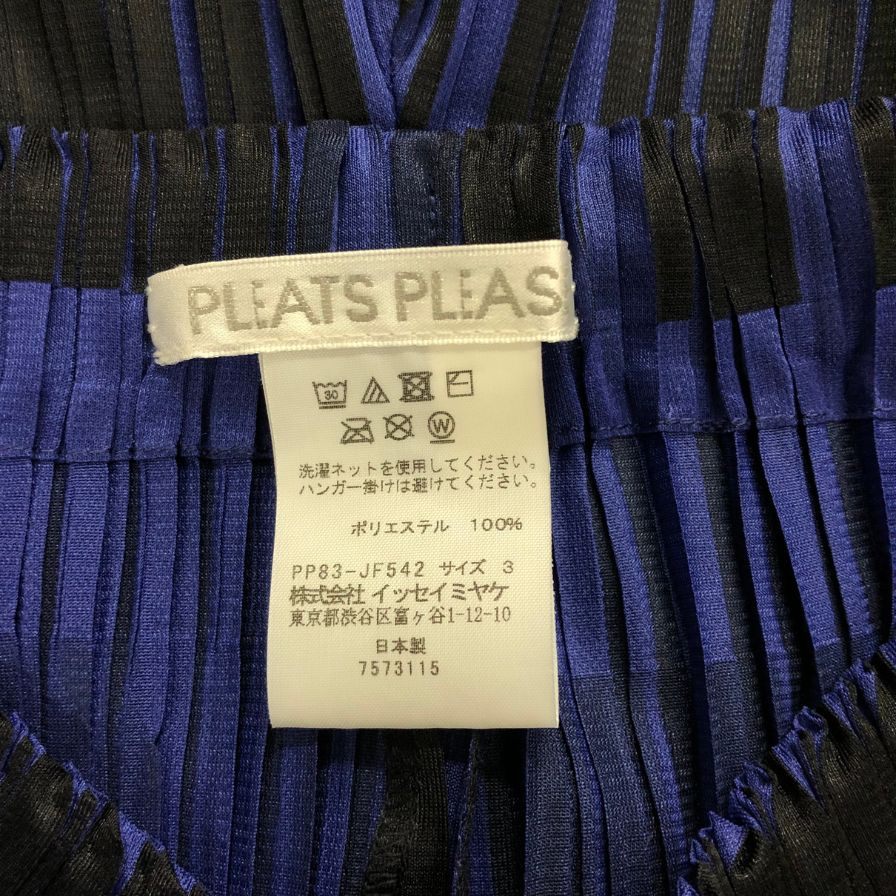 PLEATS PLEAS
30
W
洗濯ネットを使用してください。
ハンガー掛けは避けてください。
ポリエステル 100%
PP83-JF542 サイズ 3
株式会社 イッセイミヤケ
東京都渋谷区富ヶ谷1-12-10
日本製
7573115